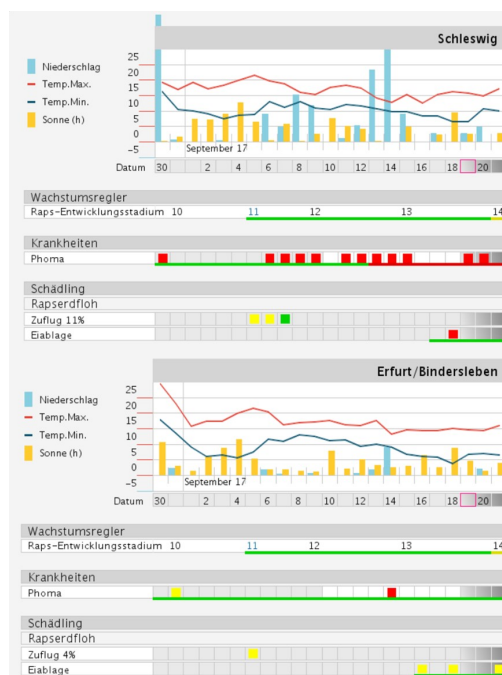 Schleswig
Niederschlag
Temp.Max.
Temp.Min.
Sonne (h)
25
20
15
10
5
0
-5
September 17
Datum 30 2 4 6 8 10 12 14 16 18 20
Wachstumsregler
Raps-Entwicklungsstadium 10 11 12 13 14
Krankheiten
Phoma
Schädling
Rapserdfloh
Zuflug 11%
Eiablage
Erfurt/Bindersleben
Niederschlag
Temp.Max.
Temp.Min.
Sonne (h)
25
20
15
10
5
0
-5
September 17
Datum 30 2 4 6 8 10 12 14 16 18 20
Wachstumsregler
Raps-Entwicklungsstadium 10 11 12 13 14
Krankheiten
Phoma
Schädling
Rapserdfloh
Zuflug 4%
Eiablage